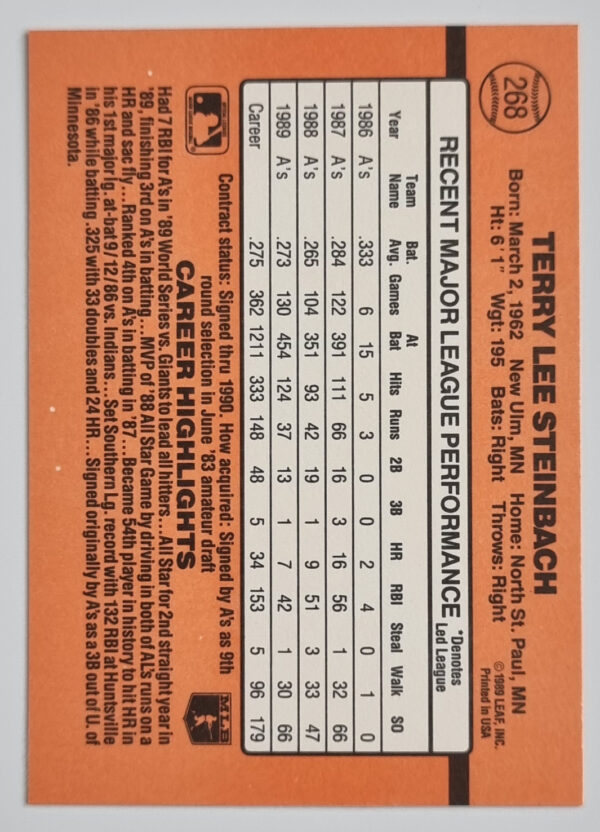 268
TERRY LEE STEINBACH
Born: March 2, 1962 New Ulm, MN Home: North St. Paul, MN
Ht: 6'1" Wgt: 195 Bats: Right Throws: Right
© 1989 LEAF, INC.
Printed in USA
RECENT MAJOR LEAGUE PERFORMANCE *Denotes Led League
Year Team Name Bat. Avg. Games At Bat Hits Runs 2B 3B HR RBI Steal Walk SO
1986 A's .333 6 15 5 3 0 0 2 4 0 1 0
1987 A's .284 122 391 111 66 16 3 16 56 1 32 66
1988 A's .265 104 351 93 42 19 1 9 51 3 33 47
1989 A's .273 130 454 124 37 13 1 7 42 1 30 66
Career .275 362 1211 333 148 48 5 34 153 5 96 179
Contract status: Signed thru 1990. How acquired: Signed by A's as 9th
round selection in June '83 amateur draft
CAREER HIGHLIGHTS
MLB
Had 7 RBI for A's in '89 World Series vs. Giants to lead all hitters...All Star for 2nd straight year in
'89, finishing 3rd on A's in batting...MVP of '88 All Star Game by driving in both of AL's runs on a
HR and sac fly...Ranked 4th on A's in batting in '87...Became 54th player in history to hit HR in
his 1st major lg. at-bat 9/12/86 vs. Indians...Set Southern Lg. record with 132 RBI at Huntsville
in '86 while batting .325 with 33 doubles and 24 HR...Signed originally by A's as a 3B out of U. of
Minnesota.